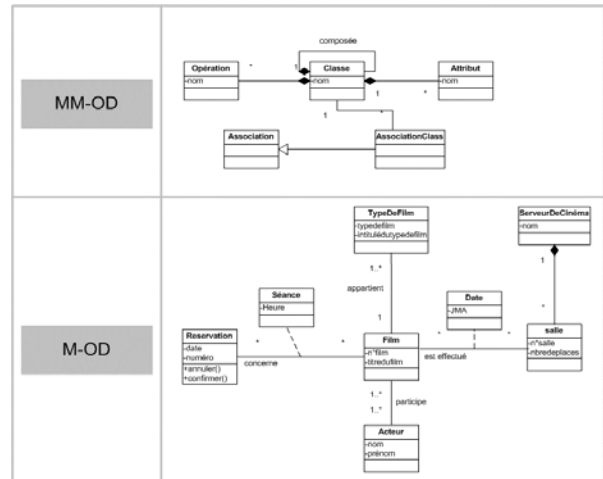 MM-OD
composée
Opération
-nom
*
1
Classe
-nom
Attribut
-nom
1
*
1
*
Association
AssociationClass
M-OD
TypeDeFilm
-typedefilm
-intitulédutypedefilm
ServeurDeCinéma
-nom
1..*
appartient
1
1
*
Séance
-Heure
Date
-JMA
Reservation
-date
-numéro
+annuler()
+confirmer()
*
concerne
*
Film
-n°film
-titredufilm
*
est effectué
*
salle
-n°salle
-nbredeplaces
1..*
1..*
participe
Acteur
-nom
-prénom